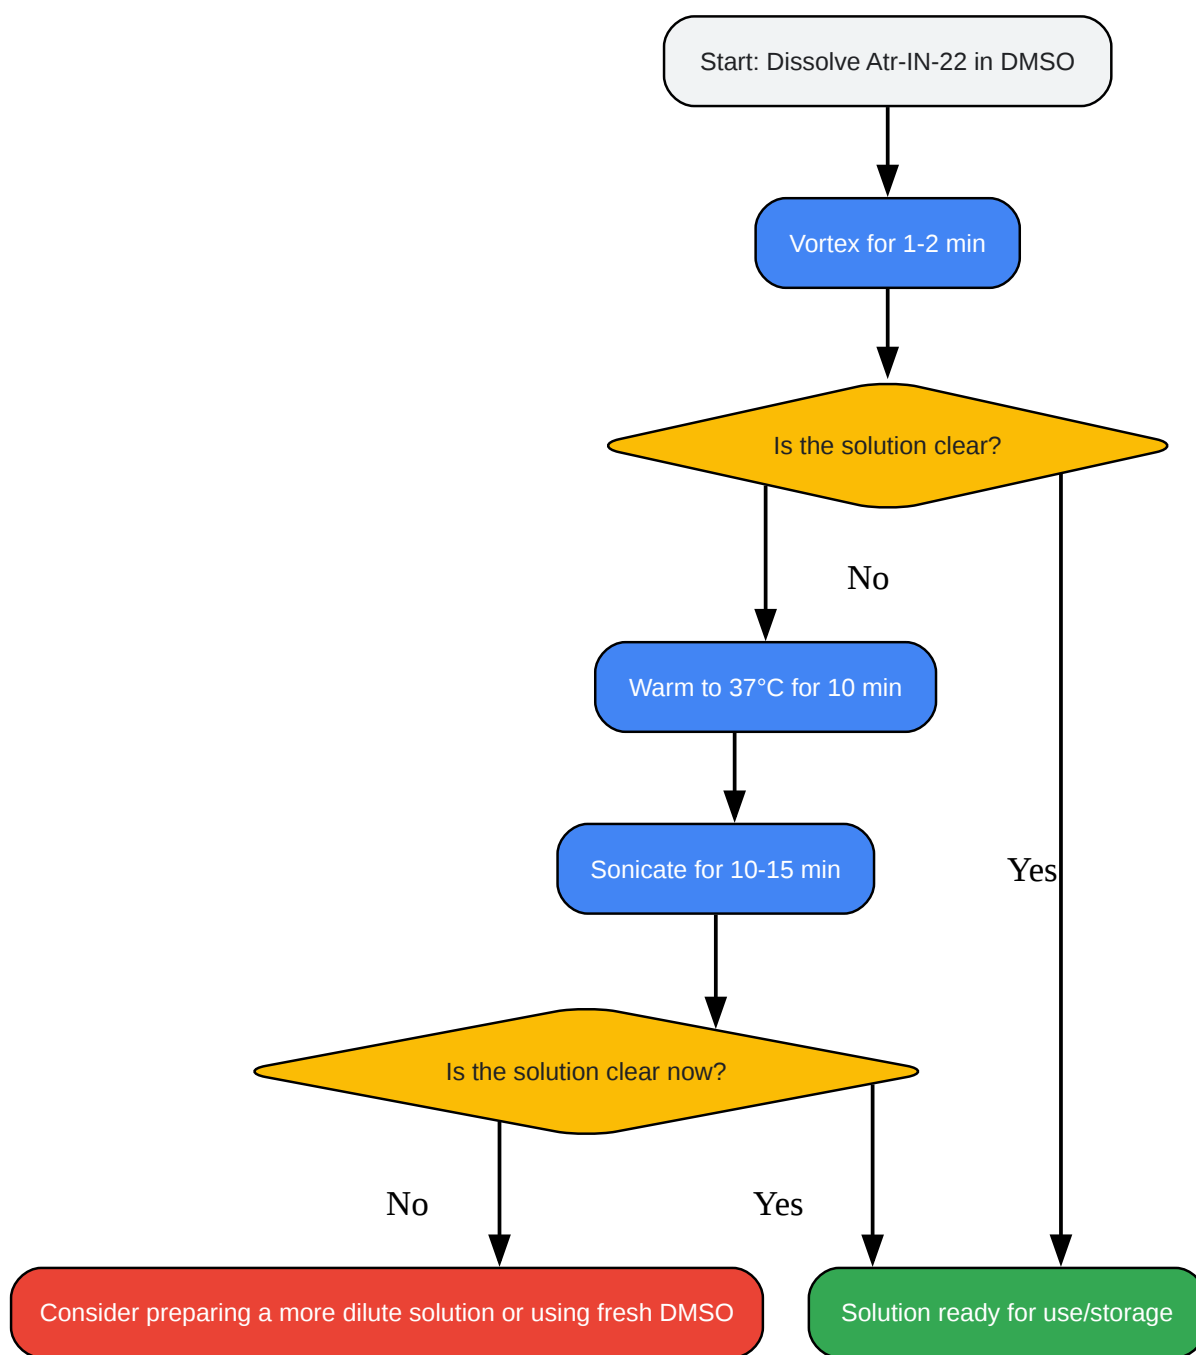 Start: Dissolve Atr-IN-22 in DMSO
Vortex for 1-2 min
Is the solution clear?
No
Warm to 37°C for 10 min
Sonicate for 10-15 min
Yes
Is the solution clear now?
No
Yes
Consider preparing a more dilute solution or using fresh DMSO
Solution ready for use/storage